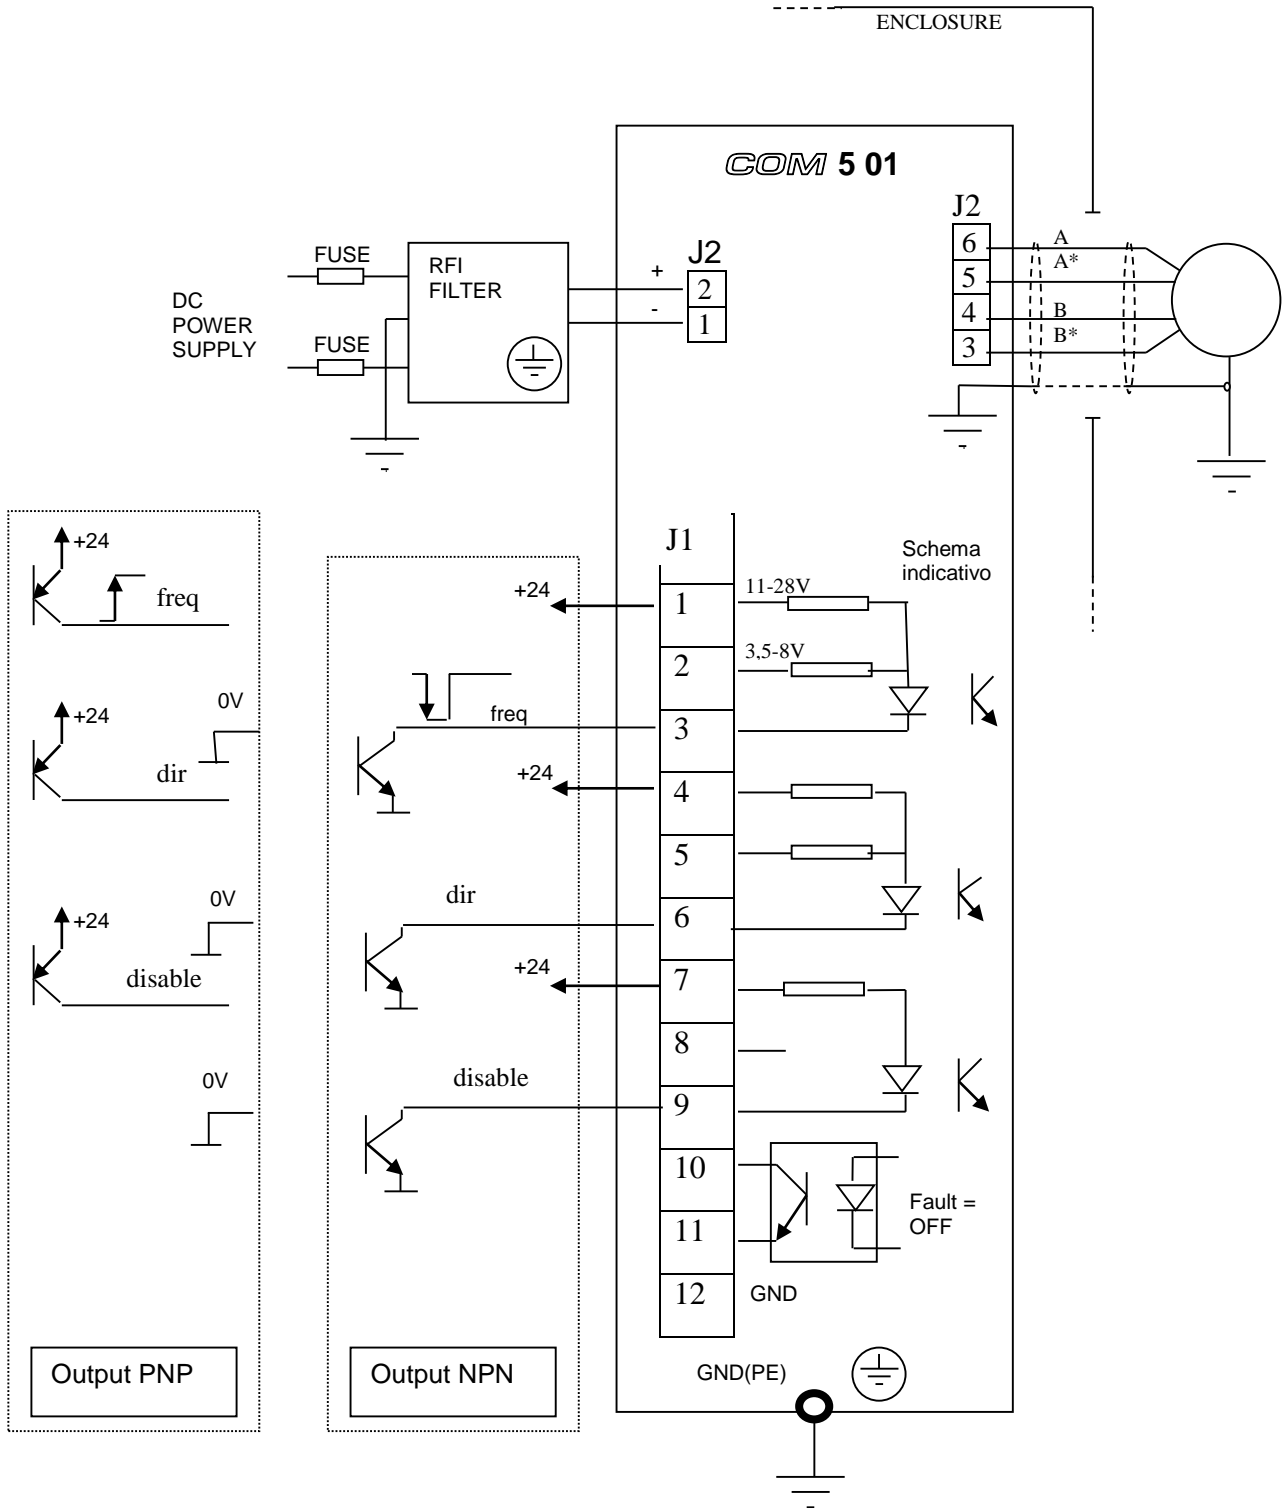 ENCLOSURE
COM 5 01
J2
6
A
A*
5
4
B
B*
3
FUSE
RFI
FILTER
+
J2
2
-
1
DC
POWER
SUPPLY
FUSE
+24
freq
0V
+24
dir
0V
+24
disable
0V
Output PNP
+24
freq
+24
dir
+24
disable
Output NPN
J1
1
2
3
4
5
6
7
8
9
10
11
12
11-28V
3,5-8V
Schema
indicativo
Fault =
OFF
GND
GND(PE)